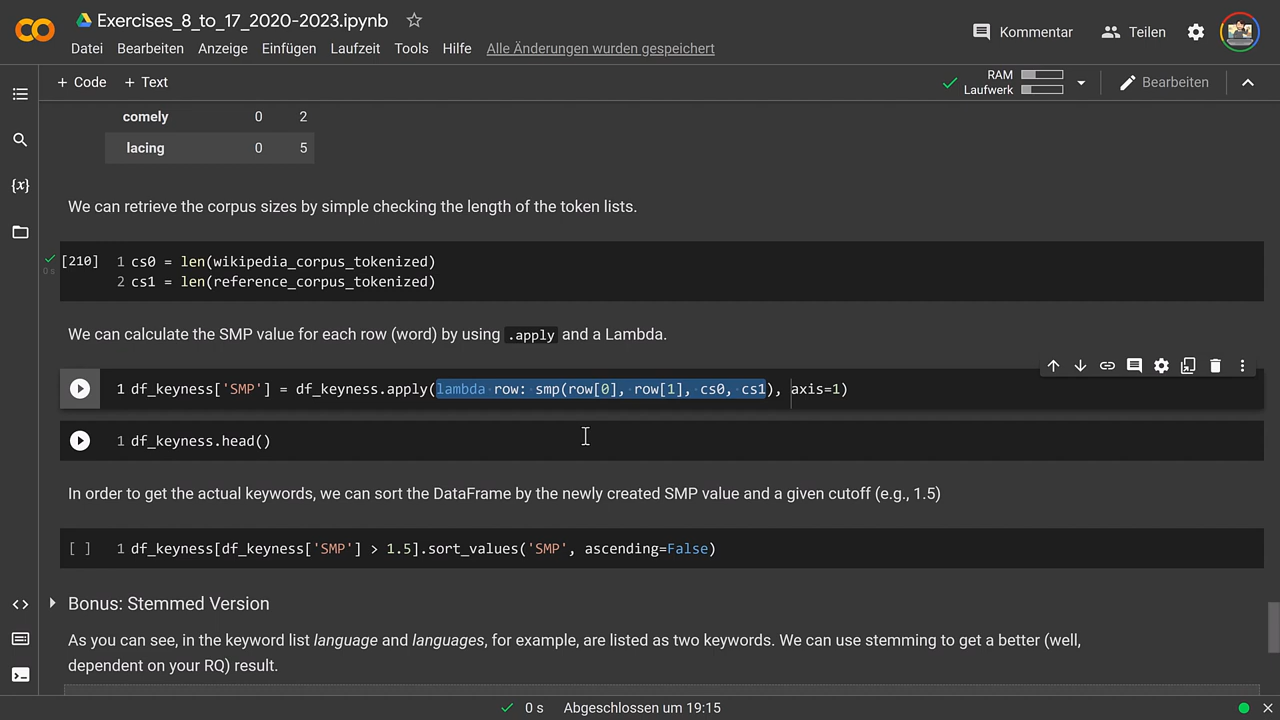 Exercises_8_to_17_2020-2023.ipynb
Kommentar
Teilen
Datei Bearbeiten Anzeige Einfügen Laufzeit Tools Hilfe Alle Änderungen wurden gespeichert
+ Code + Text
RAM
Laufwerk
Bearbeiten
comely 0 2
lacing 0 5
{x}
We can retrieve the corpus sizes by simple checking the length of the token lists.
[210] 1 cs0 = len(wikipedia_corpus_tokenized)
0 s
2 cs1 = len(reference_corpus_tokenized)
We can calculate the SMP value for each row (word) by using .apply and a Lambda.
1 df_keyness['SMP'] = df_keyness.apply(lambda row: smp(row[0], row[1], cs0, cs1), axis=1)
1 df_keyness.head()
In order to get the actual keywords, we can sort the DataFrame by the newly created SMP value and a given cutoff (e.g., 1.5)
[ ] 1 df_keyness[df_keyness['SMP'] > 1.5].sort_values('SMP', ascending=False)
Bonus: Stemmed Version
As you can see, in the keyword list language and languages, for example, are listed as two keywords. We can use stemming to get a better (well,
dependent on your RQ) result.
0 s Abgeschlossen um 19:15